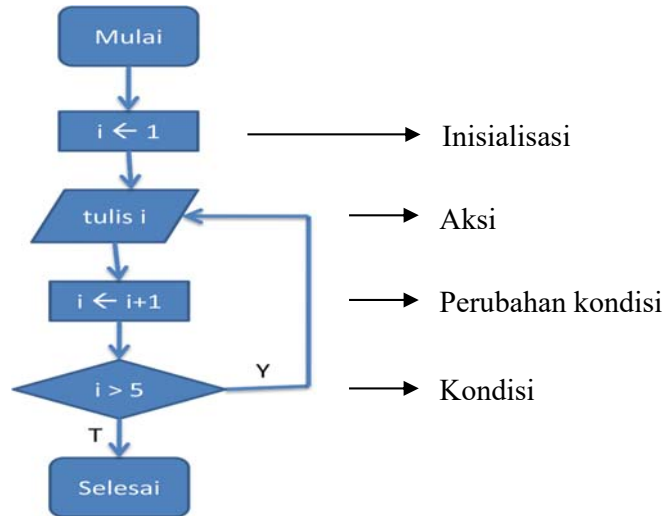 Mulai
i ← 1
Inisialisasi
tulis i
Aksi
i ← i+1
Perubahan kondisi
i > 5
Y
Kondisi
T
Selesai